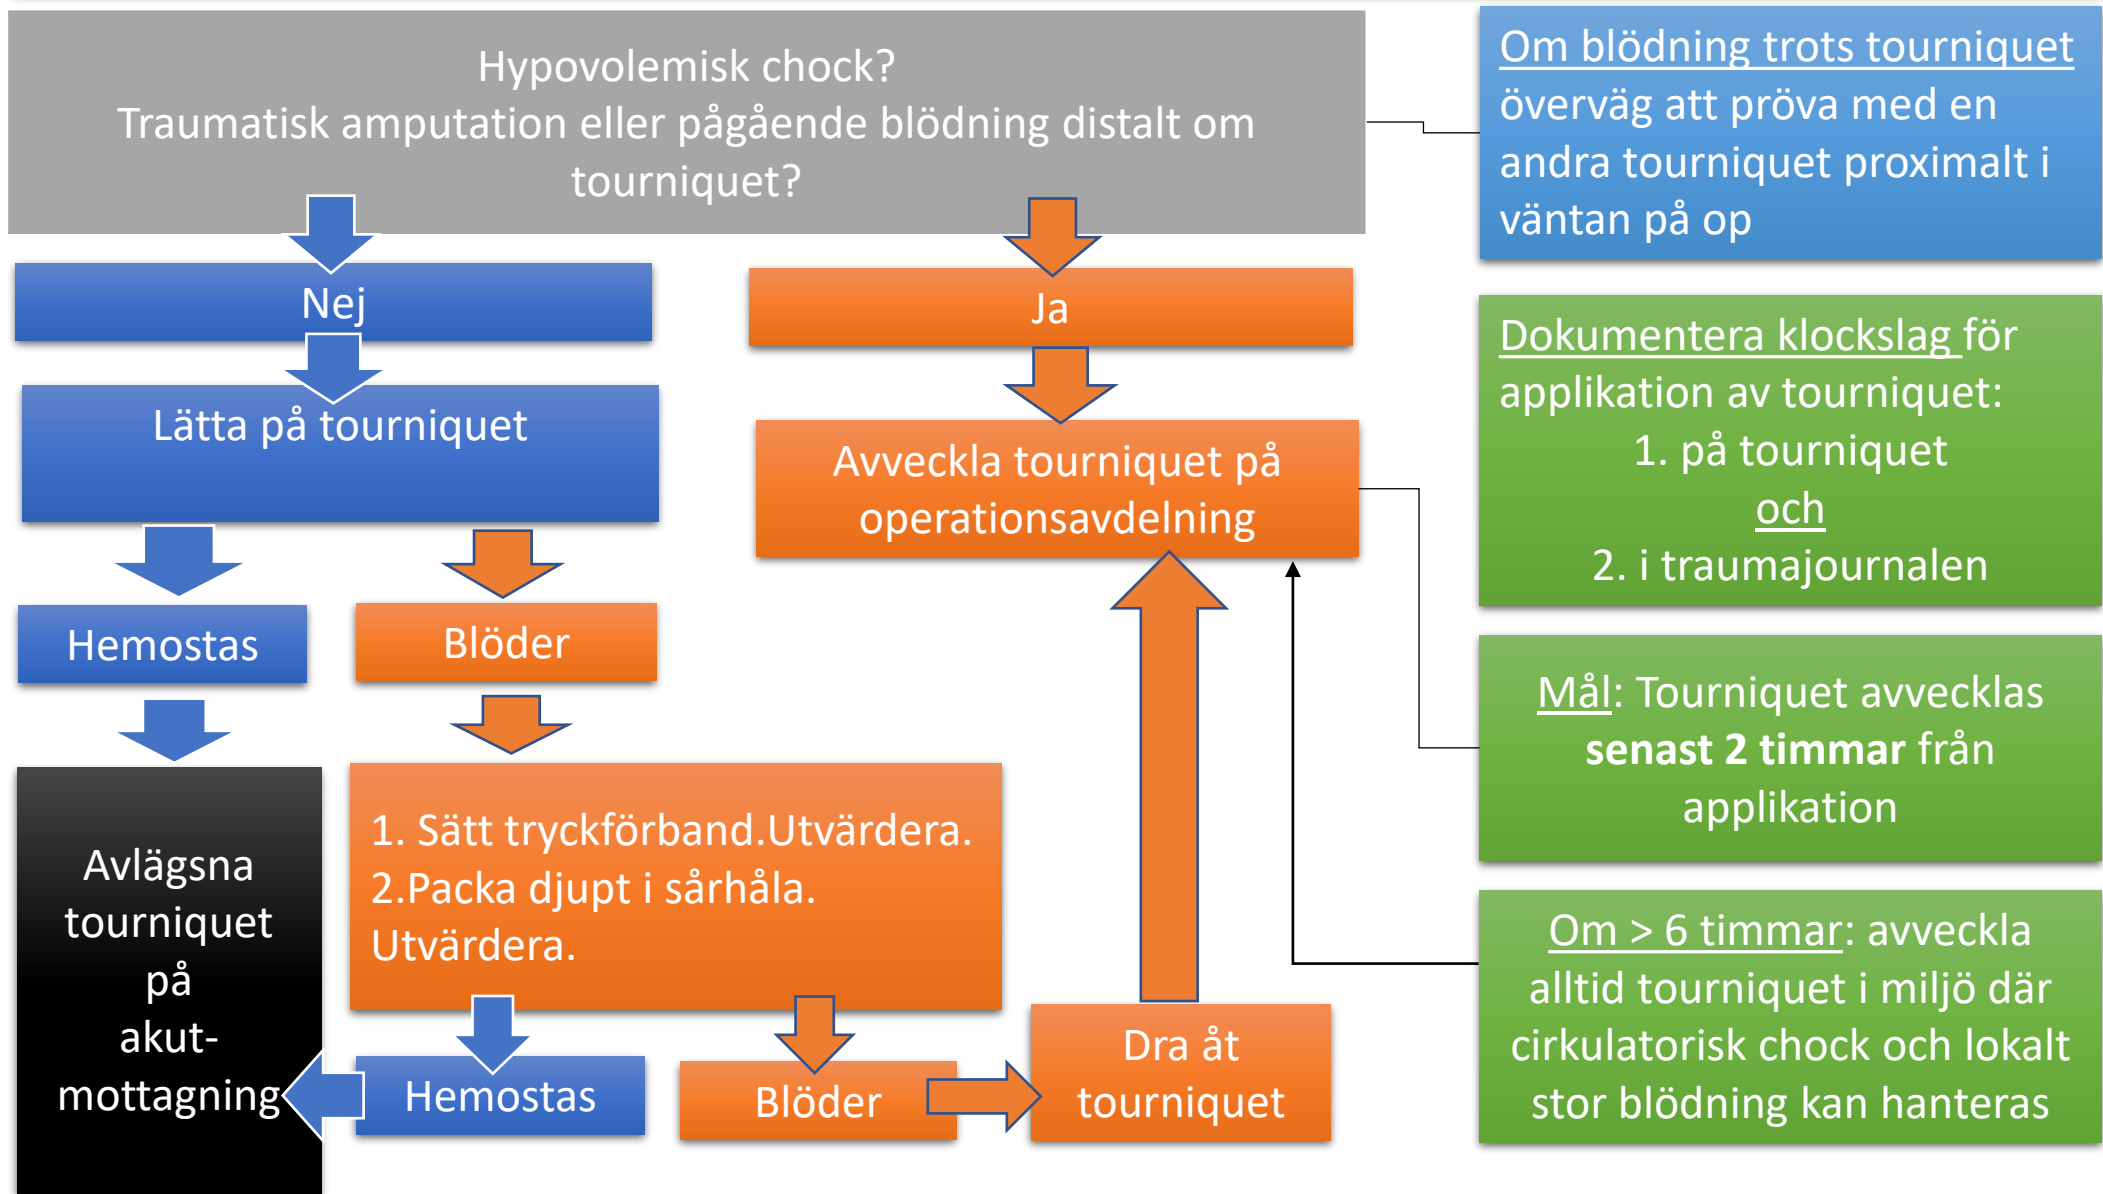 Hypovolemisk chock?
Traumatisk amputation eller pågående blödning distalt om
tourniquet?
Om blödning trots tourniquet
överväg att pröva med en
andra tourniquet proximalt i
väntan på op
Nej
Ja
Lätta på tourniquet
Avveckla tourniquet på
operationsavdelning
Dokumentera klockslag för
applikation av tourniquet:
1. på tourniquet
och
2. i traumajournalen
Hemostas
Blöder
Mål: Tourniquet avvecklas
senast 2 timmar från
applikation
Avlägsna
tourniquet
på
akut-
mottagning
1. Sätt tryckförband.Utvärdera.
2.Packa djupt i sårhåla.
Utvärdera.
Hemostas
Blöder
Dra åt
tourniquet
Om > 6 timmar: avveckla
alltid tourniquet i miljö där
cirkulatorisk chock och lokalt
stor blödning kan hanteras